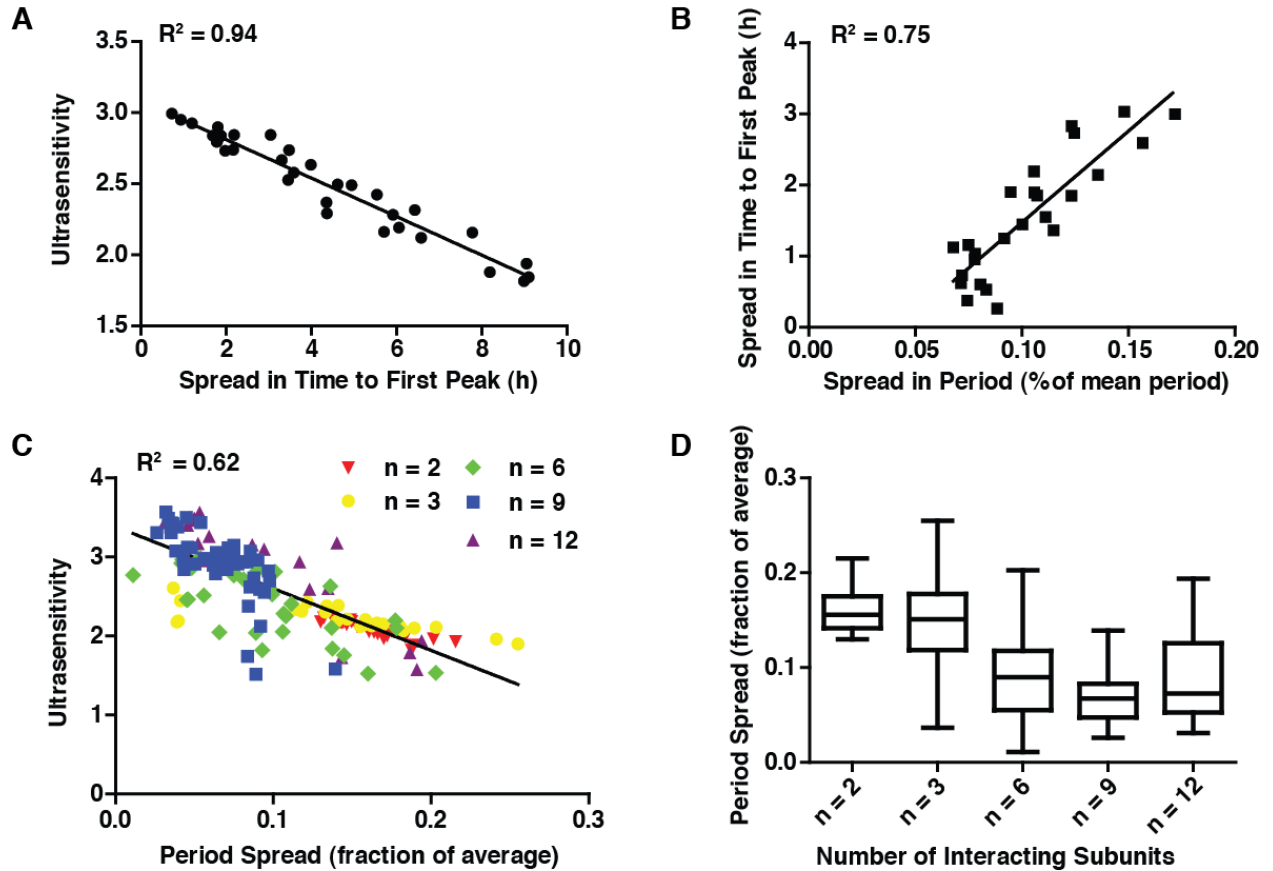 A
R² = 0.94
3.5
3.0
2.5
2.0
1.5
Ultrasensitivity
0 2 4 6 8 10
Spread in Time to First Peak (h)
B
R² = 0.75
4
3
2
1
0
Spread in Time to First Peak (h)
0.00 0.05 0.10 0.15 0.20
Spread in Period (%of mean period)
C
R² = 0.62
n = 2
n = 3
n = 6
n = 9
n = 12
4
3
2
1
0
Ultrasensitivity
0.0 0.1 0.2 0.3
Period Spread (fraction of average)
D
0.3
0.2
0.1
0.0
Period Spread (fraction of average)
n = 2
n = 3
n = 6
n = 9
n = 12
Number of Interacting Subunits